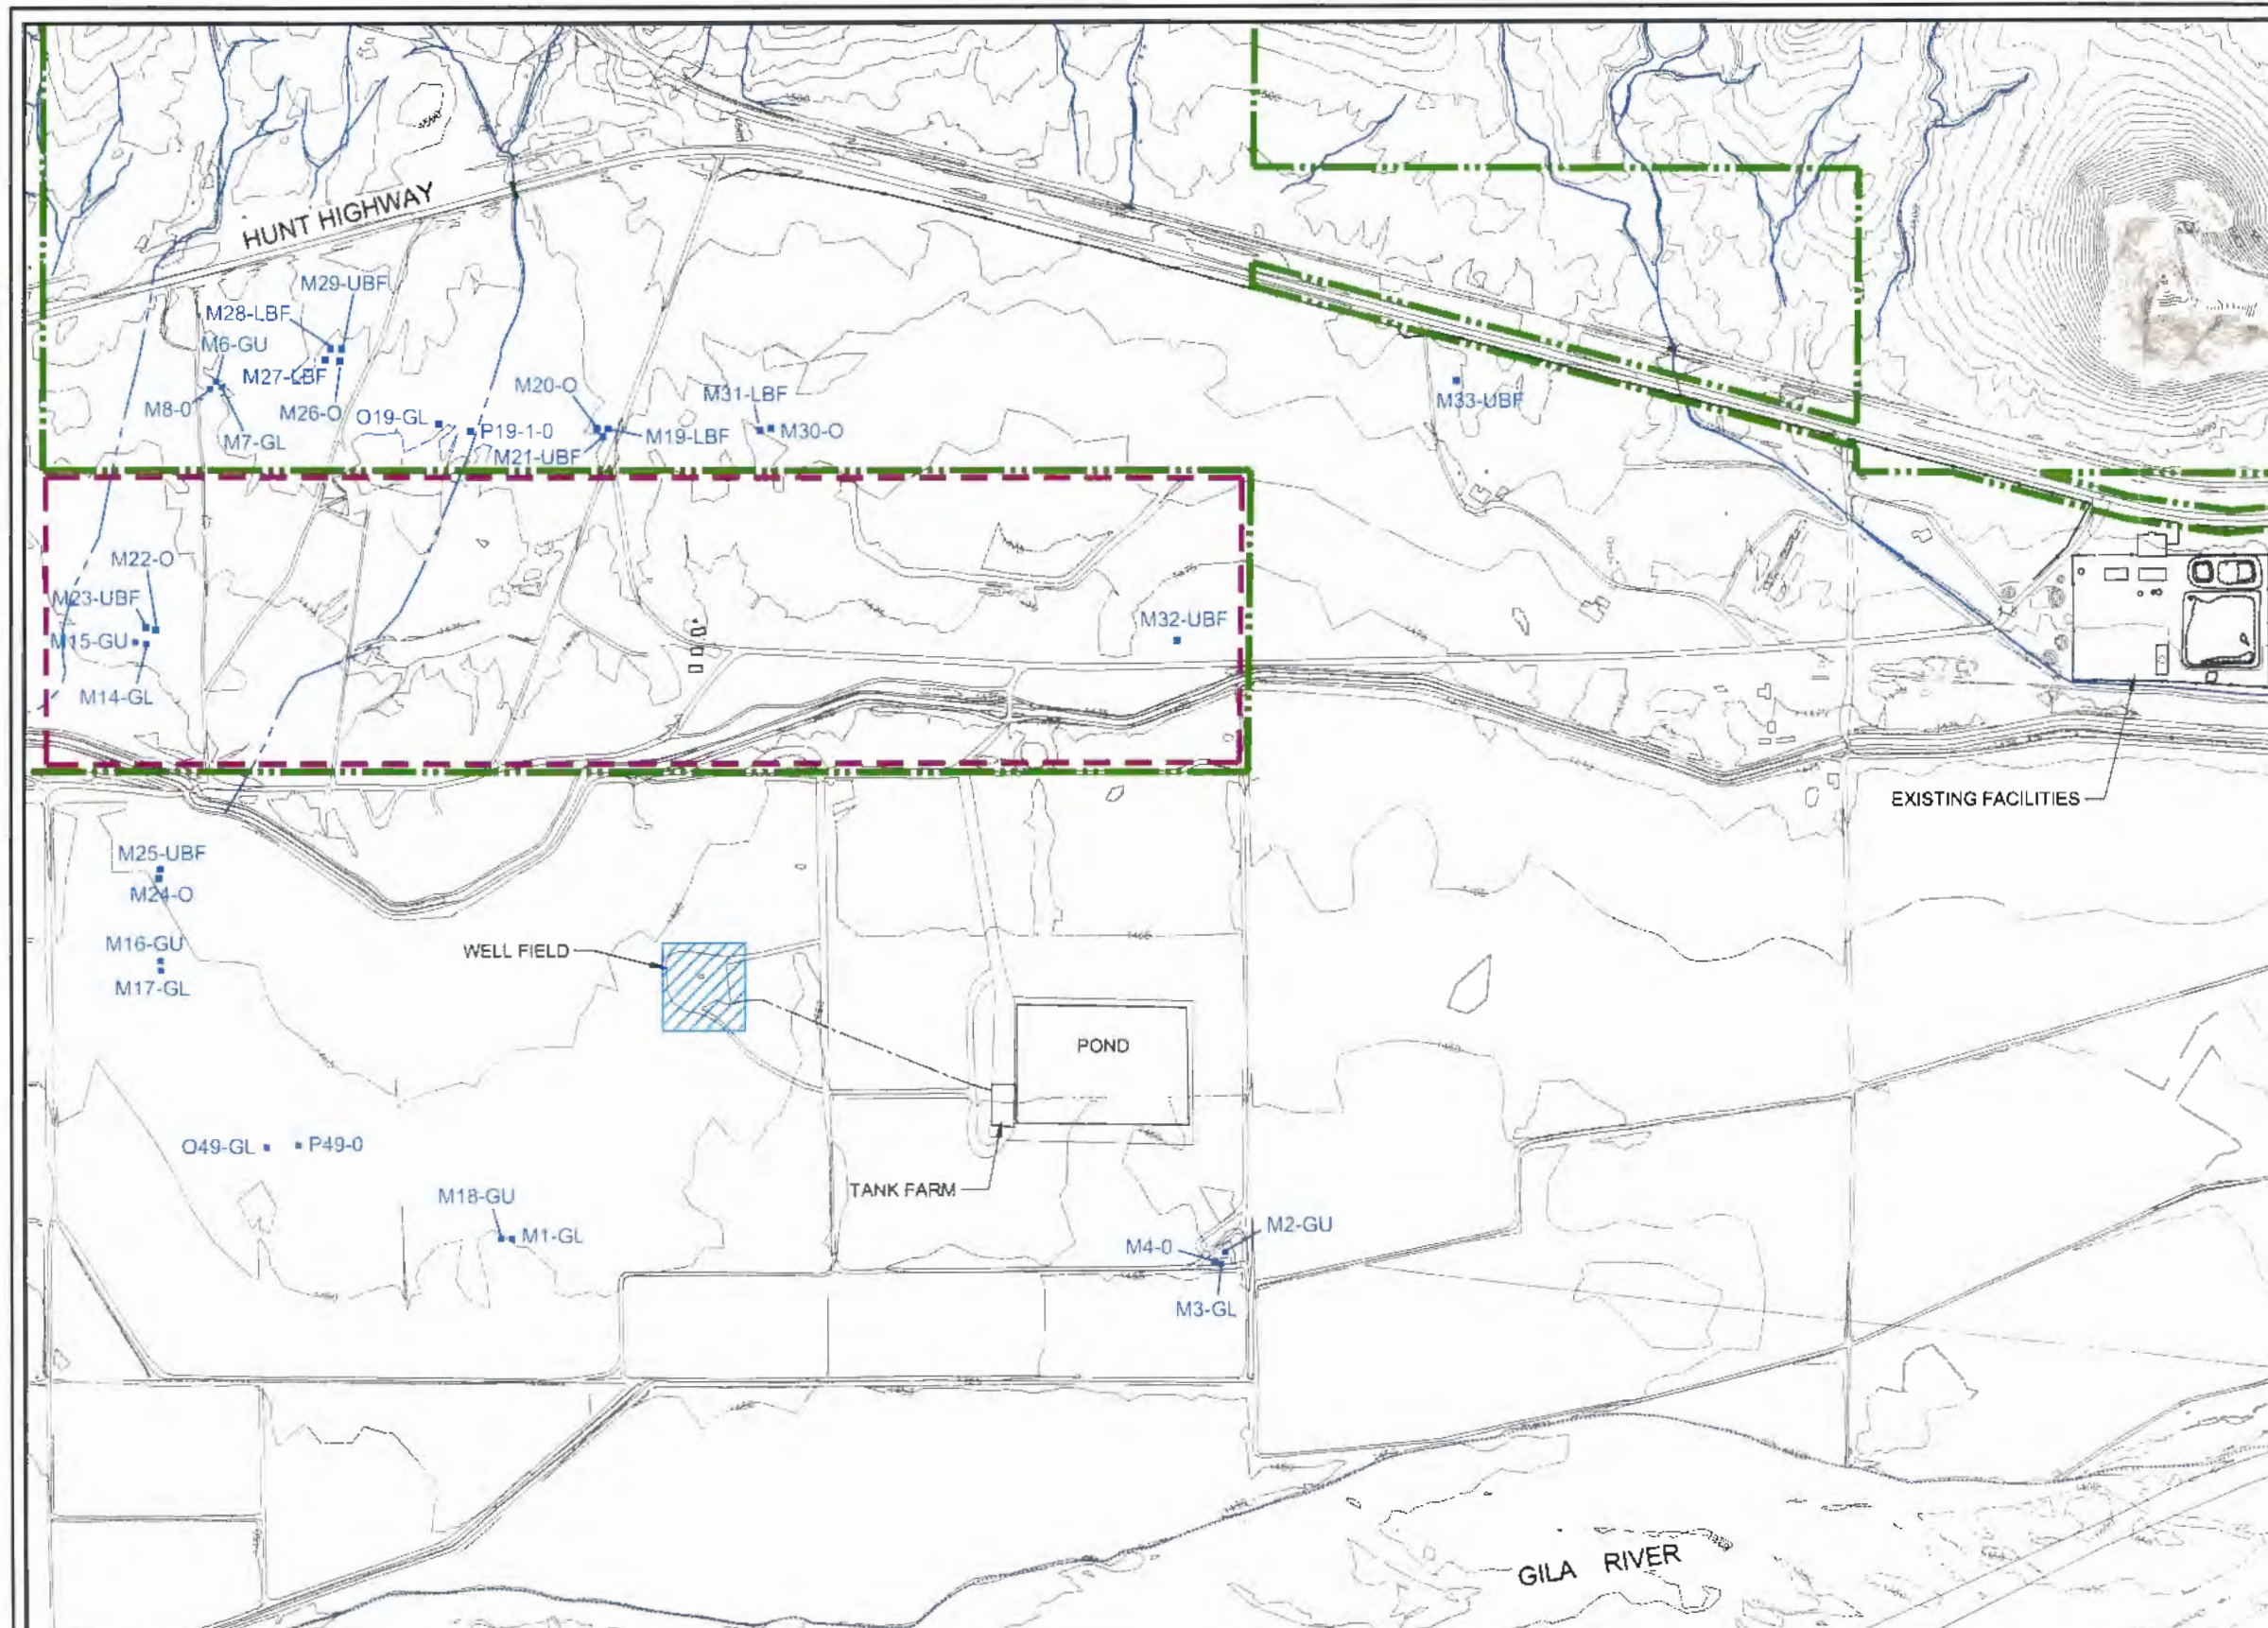 HUNT HIGHWAY
M29-UBF
M28-LBF
M6-GU
M27-LBF
M8-0
M26-O
M7-GL
O19-GL
P19-1-0
M20-O
M19-LBF
M21-UBF
M31-LBF
M30-O
M33-UBF
M22-O
M23-UBF
M15-GU
M14-GL
M32-UBF
EXISTING FACILITIES
M25-UBF
M24-O
M16-GU
M17-GL
WELL FIELD
POND
TANK FARM
O49-GL
P49-0
M18-GU
M1-GL
M2-GU
M4-0
M3-GL
GILA RIVER